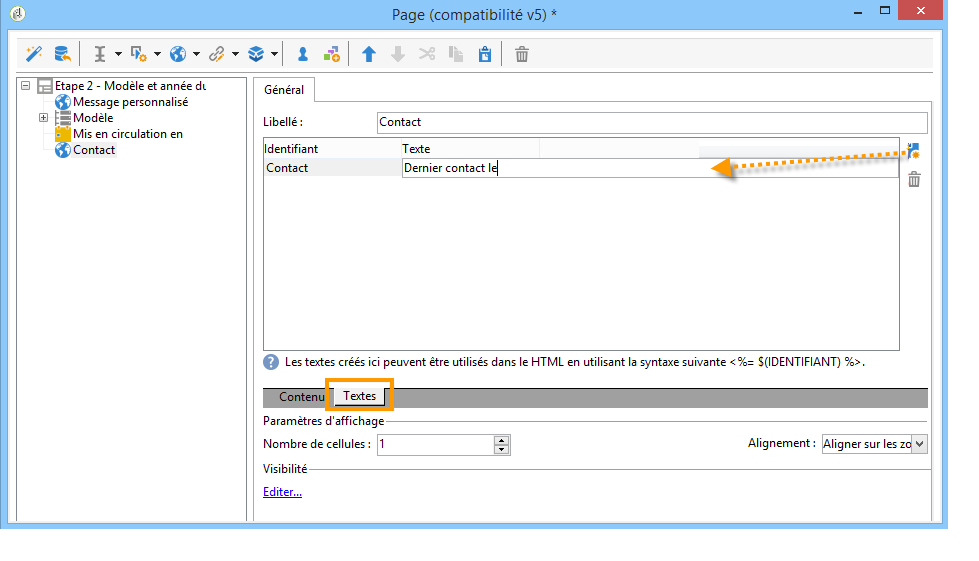 Page (compatibilité v5) *
Etape 2 - Modèle et année du
Message personnalisé
Modèle
Mis en circulation en
Contact
Général
Libellé :
Contact
Identifiant Texte
Contact Dernier contact le
Les textes créés ici peuvent être utilisés dans le HTML en utilisant la syntaxe suivante <%= $(IDENTIFIANT) %>.
Contenu Textes
Paramètres d'affichage
Nombre de cellules : 1 Alignement : Aligner sur les zo
Visibilité
Editer...